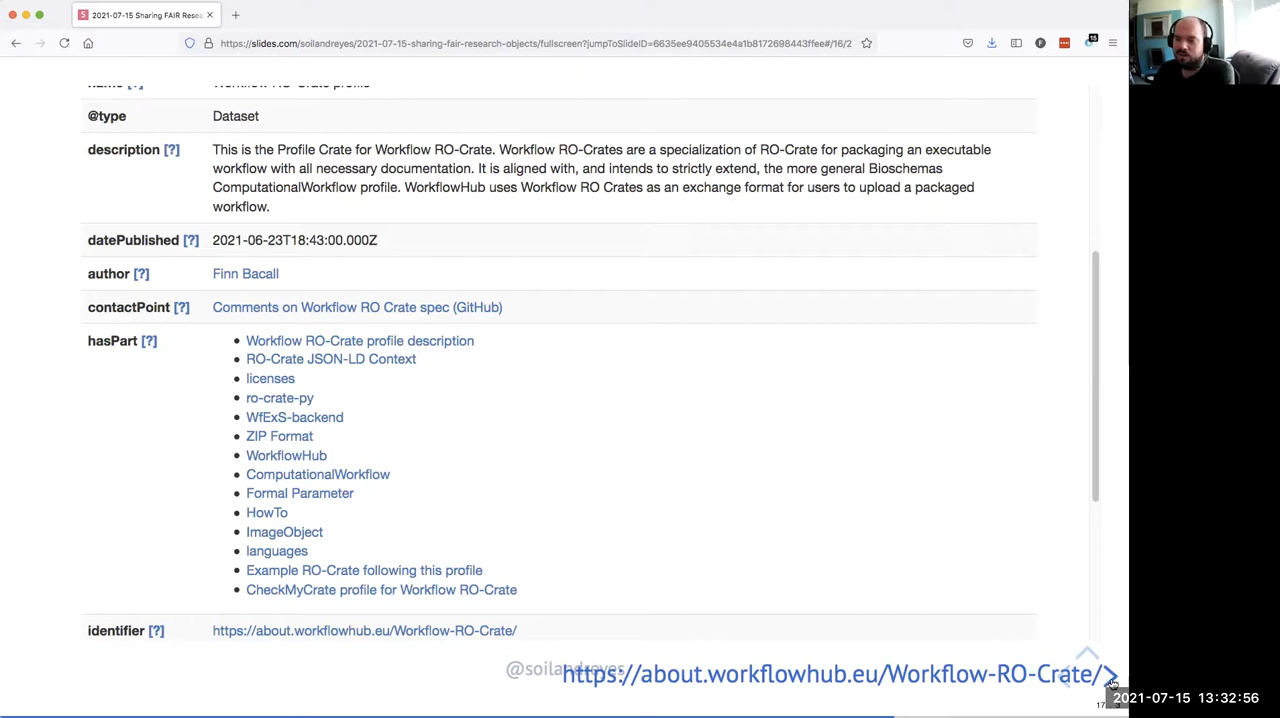 2021-07-15 Sharing FAIR Resea
https://slides.com/soilandreyes/2021-07-15-sharing-fair-research-objects/fullscreen?jumpToSlideID=6635ee9405534e4a1b8172698443ffee#/16/2
15
name [?] Workflow RO-Crate profile
@type Dataset
description [?] This is the Profile Crate for Workflow RO-Crate. Workflow RO-Crates are a specialization of RO-Crate for packaging an executable
workflow with all necessary documentation. It is aligned with, and intends to strictly extend, the more general Bioschemas
ComputationalWorkflow profile. WorkflowHub uses Workflow RO Crates as an exchange format for users to upload a packaged
workflow.
datePublished [?] 2021-06-23T18:43:00.000Z
author [?] Finn Bacall
contactPoint [?] Comments on Workflow RO Crate spec (GitHub)
hasPart [?] • Workflow RO-Crate profile description
• RO-Crate JSON-LD Context
• licenses
• ro-crate-py
• WfExS-backend
• ZIP Format
• WorkflowHub
• ComputationalWorkflow
• Formal Parameter
• HowTo
• ImageObject
• languages
• Example RO-Crate following this profile
• CheckMyCrate profile for Workflow RO-Crate
identifier [?] https://about.workflowhub.eu/Workflow-RO-Crate/
@soilandreyes
https://about.workflowhub.eu/Workflow-RO-Crate/
2021-07-15 13:32:56